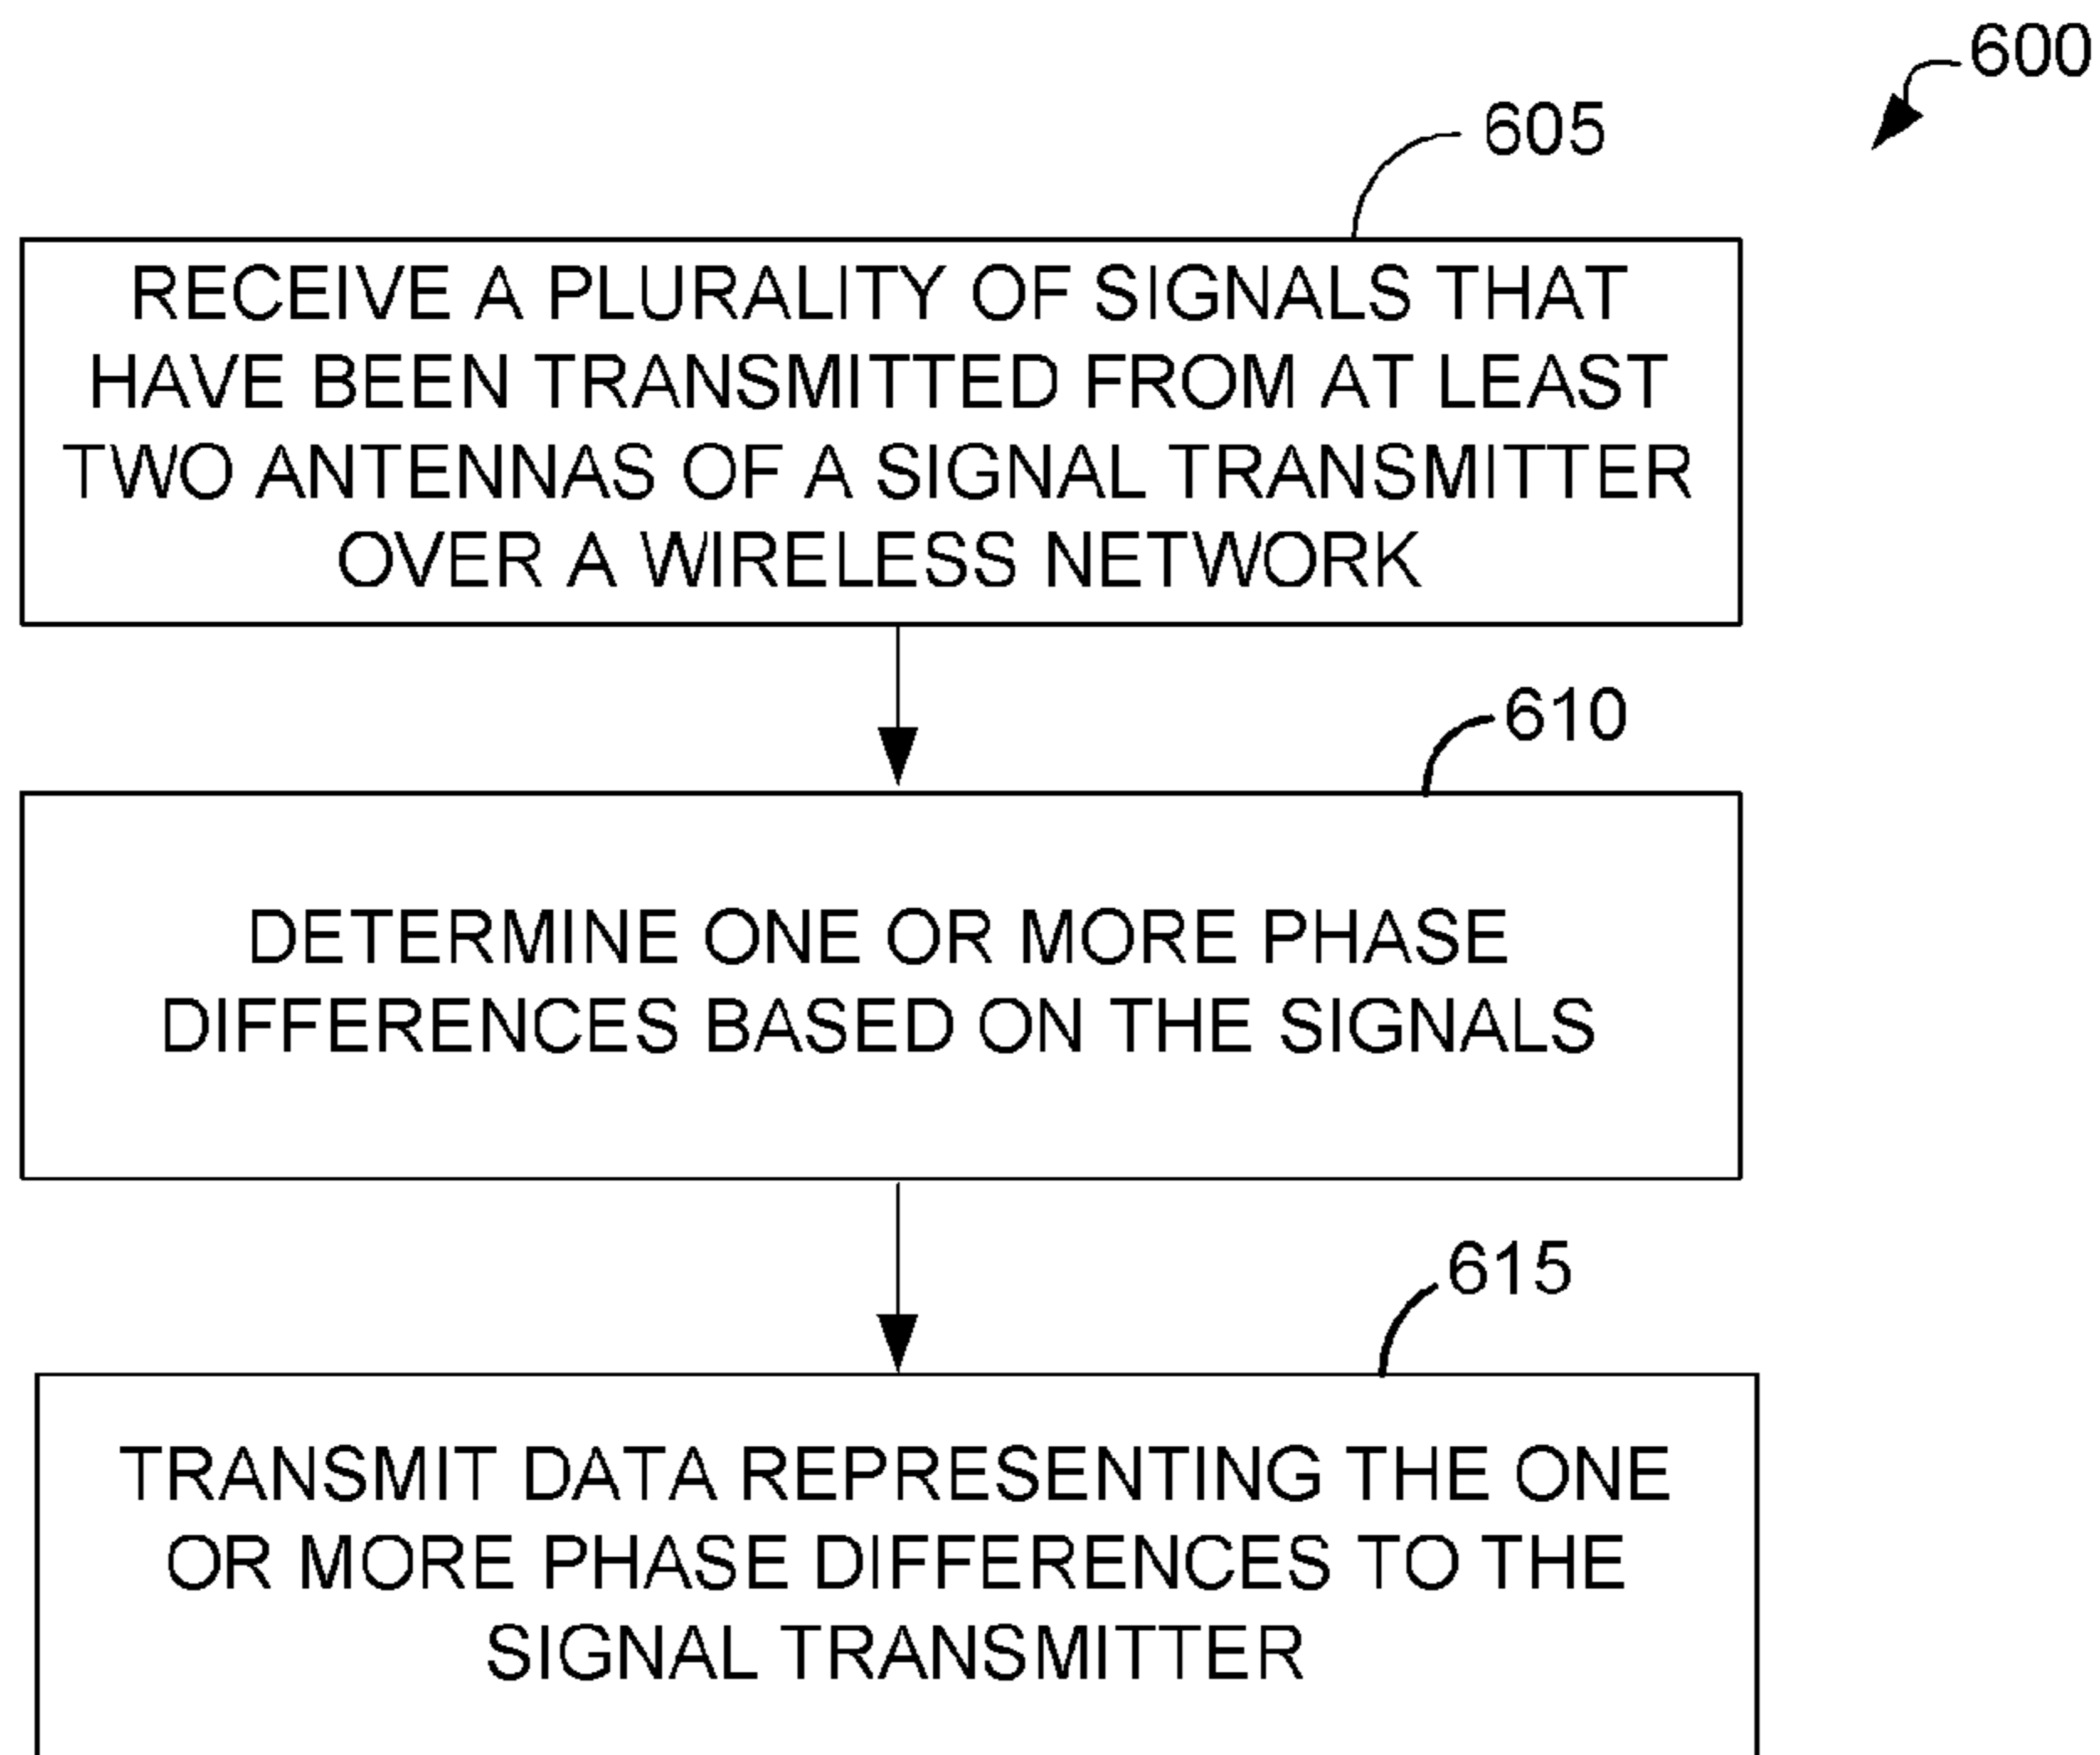 600
605
RECEIVE A PLURALITY OF SIGNALS THAT
HAVE BEEN TRANSMITTED FROM AT LEAST
TWO ANTENNAS OF A SIGNAL TRANSMITTER
OVER A WIRELESS NETWORK
610
DETERMINE ONE OR MORE PHASE
DIFFERENCES BASED ON THE SIGNALS
615
TRANSMIT DATA REPRESENTING THE ONE
OR MORE PHASE DIFFERENCES TO THE
SIGNAL TRANSMITTER